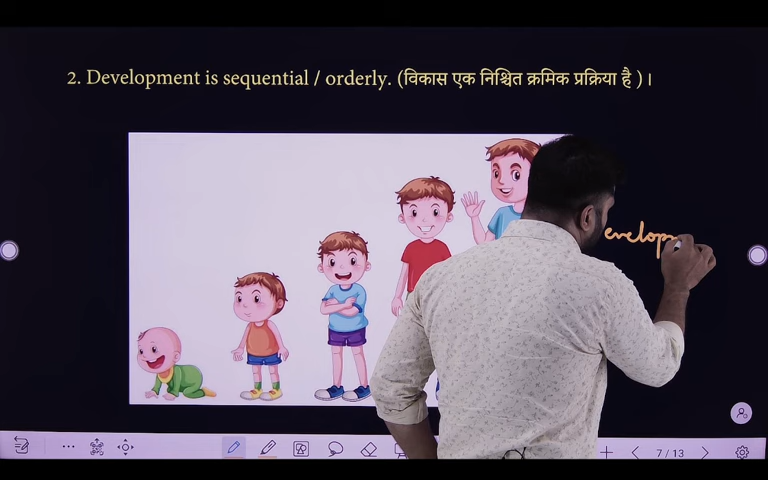 2. Development is sequential / orderly. (विकास एक निश्चित क्रमिक प्रक्रिया है ) ।
evelop
7 / 13